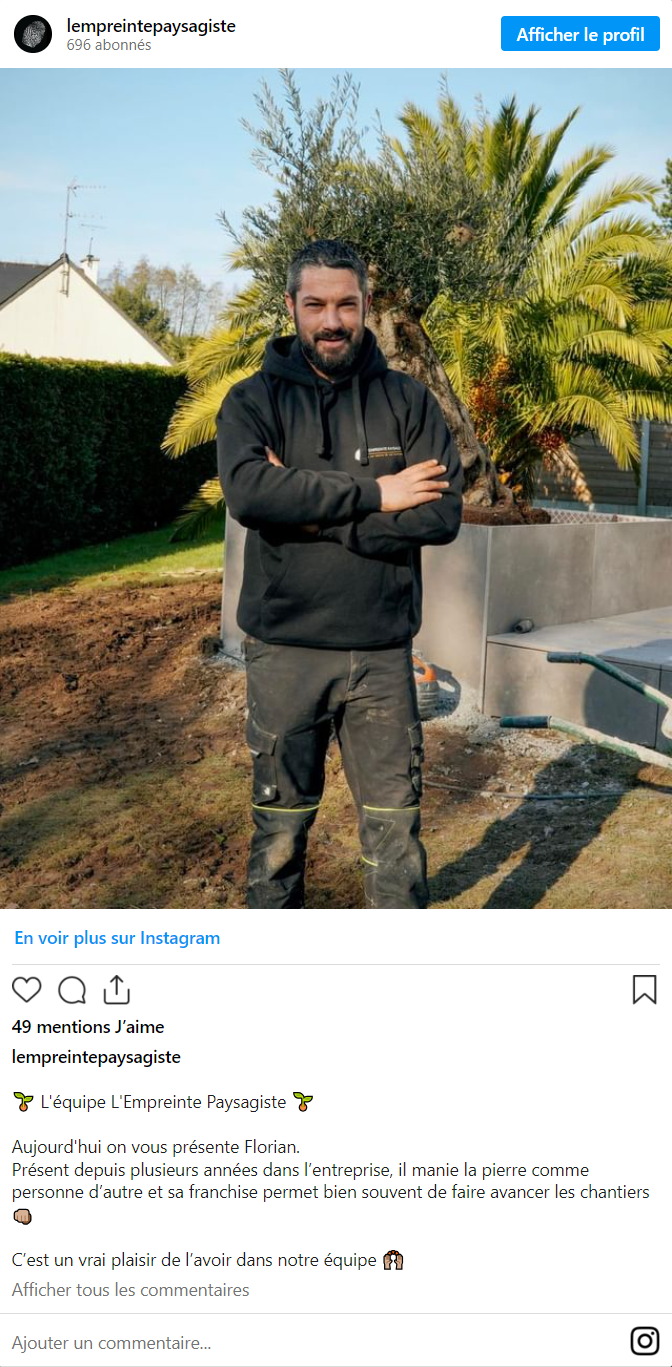 lempreintepaysagiste
696 abonnés
Afficher le profil
En voir plus sur Instagram
49 mentions J’aime
lempreintepaysagiste
🌱 L'équipe L'Empreinte Paysagiste 🌱
Aujourd'hui on vous présente Florian.
Présent depuis plusieurs années dans l’entreprise, il manie la pierre comme
personne d’autre et sa franchise permet bien souvent de faire avancer les chantiers
👊🏼
C’est un vrai plaisir de l’avoir dans notre équipe 🙌🏼
Afficher tous les commentaires
Ajouter un commentaire...